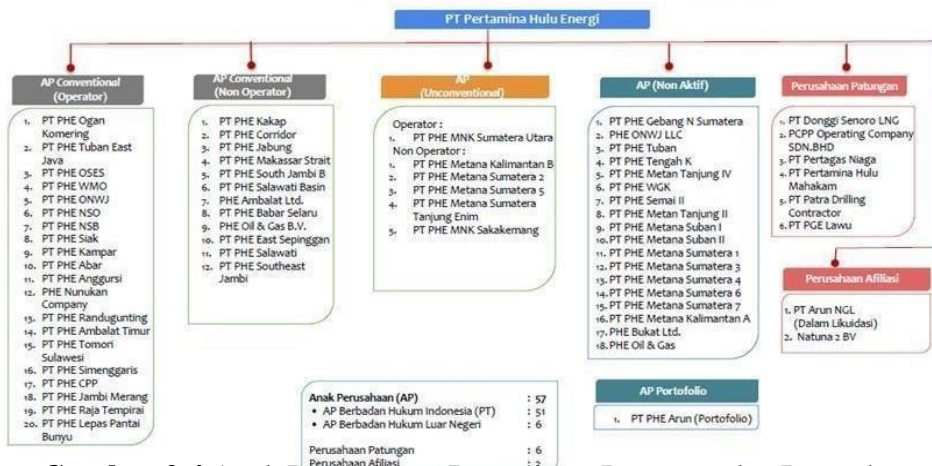 PT Pertamina Hulu Energi
AP Conventional
(Operator)
1. PT PHE Ogan
Komering
2. PT PHE Tuban East
Java
3. PT PHE OSES
4. PT PHE WMO
5. PT PHE ONWJ
6. PT PHE NSO
7. PT PHE NSB
8. PT PHE Siak
9. PT PHE Kampar
10. PT PHE Abar
11. PT PHE Anggursi
12. PHE Nunukan
Company
13. PT PHE Randugunting
14. PT PHE Ambalat Timur
15. PT PHE Tomori
Sulawesi
16. PT PHE Simenggaris
17. PT PHE CPP
18. PT PHE Jambi Merang
19. PT PHE Raja Tempirai
20. PT PHE Lepas Pantai
Bunyu
AP Conventional
(Non Operator)
1. PT PHE Kakap
2. PT PHE Corridor
3. PT PHE Jabung
4. PT PHE Makassar Strait
5. PT PHE South Jambi B
6. PT PHE Salawati Basin
7. PHE Ambalat Ltd.
8. PT PHE Babar Selaru
9. PHE Oil & Gas B.V.
10. PT PHE East Sepinggan
11. PT PHE Salawati
12. PT PHE Southeast
Jambi
AP
(Unconventional)
Operator :
1. PT PHE MNK Sumatera Utara
Non Operator :
1. PT PHE Metana Kalimantan B
2. PT PHE Metana Sumatera 2
3. PT PHE Metana Sumatera 5
4. PT PHE Metana Sumatera
Tanjung Enim
5. PT PHE MNK Sakakemang
AP (Non Aktif)
1. PT PHE Gebang N Sumatera
2. PHE ONWJ LLC
3. PT PHE Tuban
4. PT PHE Tengah K
5. PT PHE Metan Tanjung IV
6. PT PHE WGK
7. PT PHE Semai II
8. PT PHE Metan Tanjung II
9. PT PHE Metana Suban I
10. PT PHE Metana Suban II
11. PT PHE Metana Sumatera 1
12. PT PHE Metana Sumatera 3
13. PT PHE Metana Sumatera 4
14. PT PHE Metana Sumatera 6
15. PT PHE Metana Sumatera 7
16. PT PHE Metana Kalimantan A
17. PHE Bukat Ltd.
18. PHE Oil & Gas
Perusahaan Patungan
1. PT Donggi Senoro LNG
2. PCPP Operating Company
SDN.BHD
3. PT Pertagas Niaga
4. PT Pertamina Hulu
Mahakam
5. PT Patra Drilling
Contractor
6. PT PGE Lawu
Perusahaan Afiliasi
1. PT Arun NGL
(Dalam Likuidasi)
2. Natuna 2 BV
AP Portofolio
1. PT PHE Arun (Portofolio)
Anak Perusahaan (AP) : 57
• AP Berbadan Hukum Indonesia (PT) : 51
• AP Berbadan Hukum Luar Negeri : 6
Perusahaan Patungan : 6
Perusahaan Afiliasi : 2